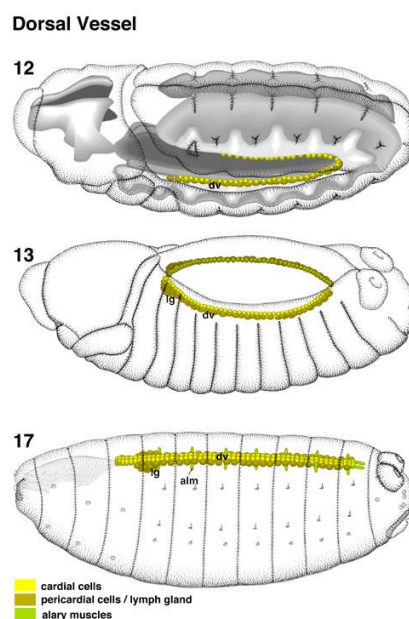 Dorsal Vessel
12
dv
13
lg
dv
17
dv
lg
alm
cardial cells
pericardial cells / lymph gland
alary muscles